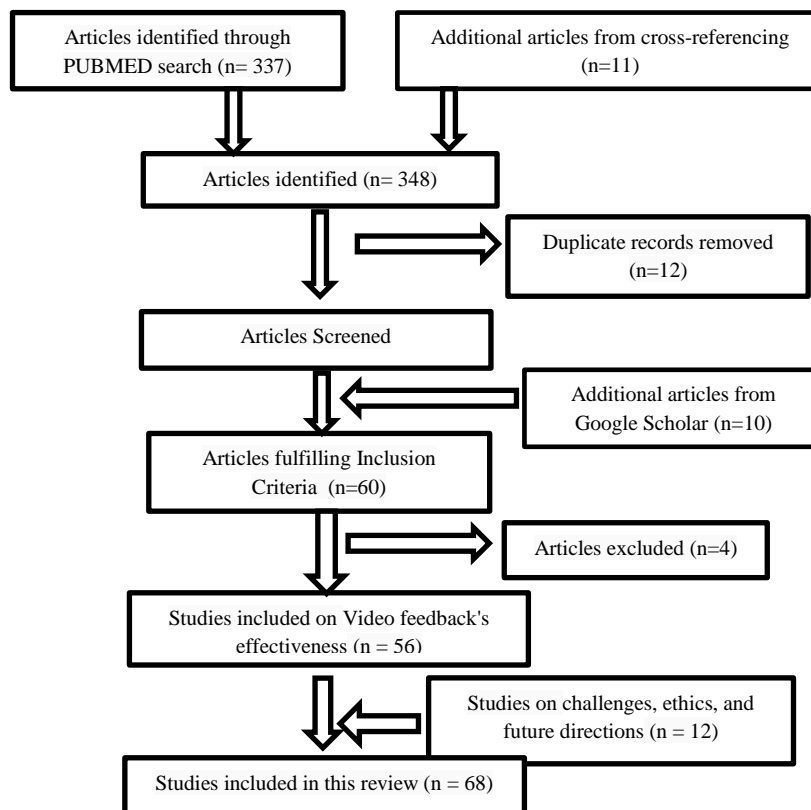 Articles identified through
PUBMED search (n= 337)
Additional articles from cross-referencing
(n=11)
Articles identified (n= 348)
Duplicate records removed
(n=12)
Articles Screened
Additional articles from
Google Scholar (n=10)
Articles fulfilling Inclusion
Criteria (n=60)
Articles excluded (n=4)
Studies included on Video feedback's
effectiveness (n = 56)
Studies on challenges, ethics, and
future directions (n = 12)
Studies included in this review (n = 68)